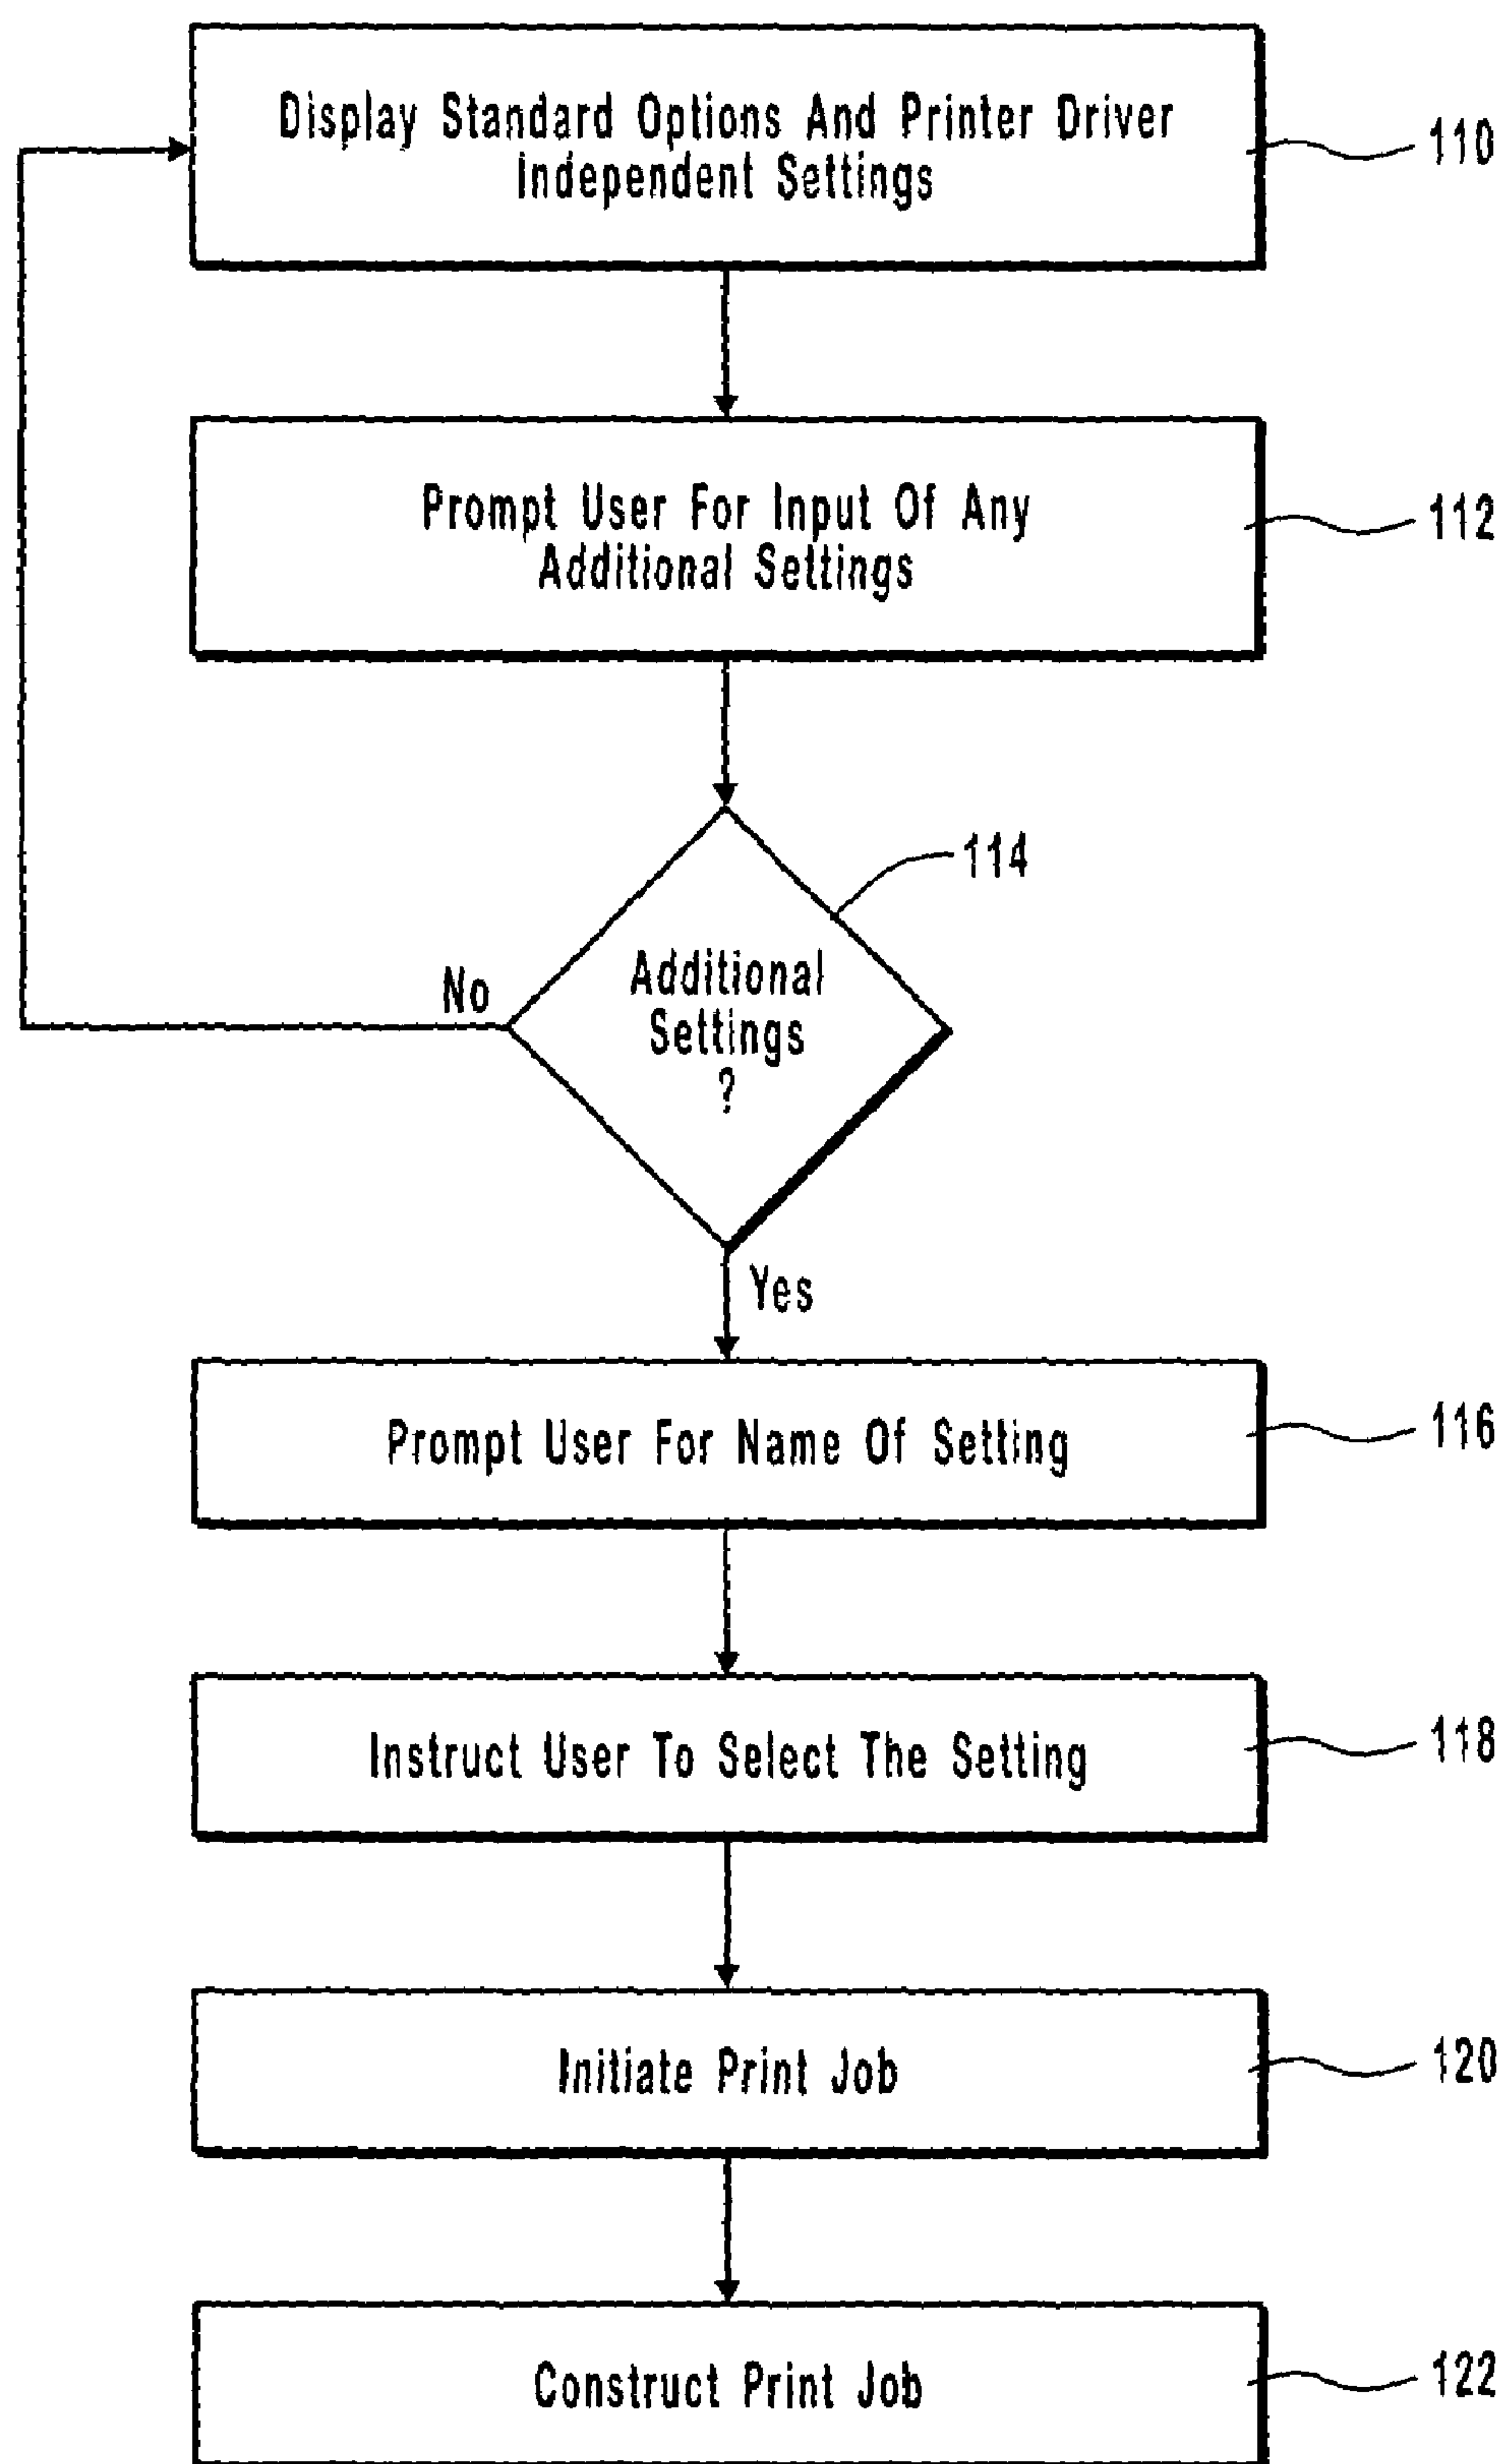 Display Standard Options And Printer Driver
Independent Settings
110
Prompt User For Input Of Any
Additional Settings
112
114
Additional
Settings
?
No
Yes
Prompt User For Name Of Setting
116
Instruct User To Select The Setting
118
Initiate Print Job
120
Construct Print Job
122